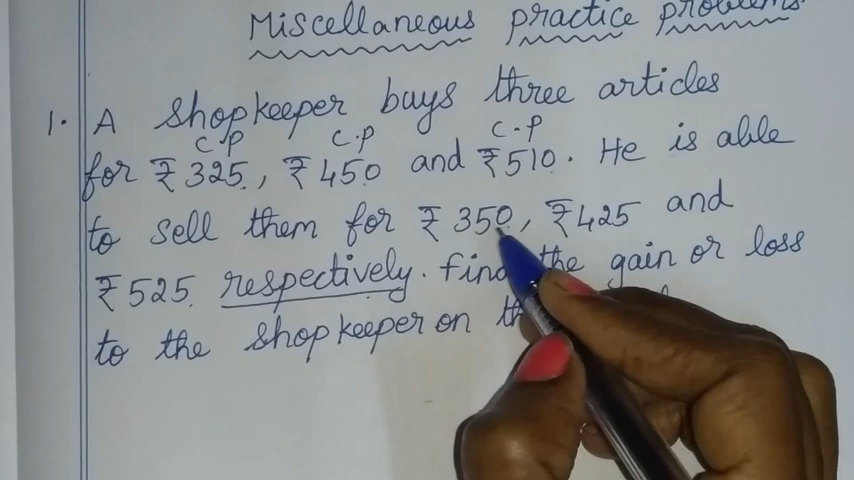 Miscellaneous practice problems
1. A shopkeeper buys three articles
C.P C.P C.P
for ₹325, ₹450 and ₹510. He is able
to sell them for ₹350, ₹425 and
₹525 respectively. Find the gain or loss
to the shopkeeper on